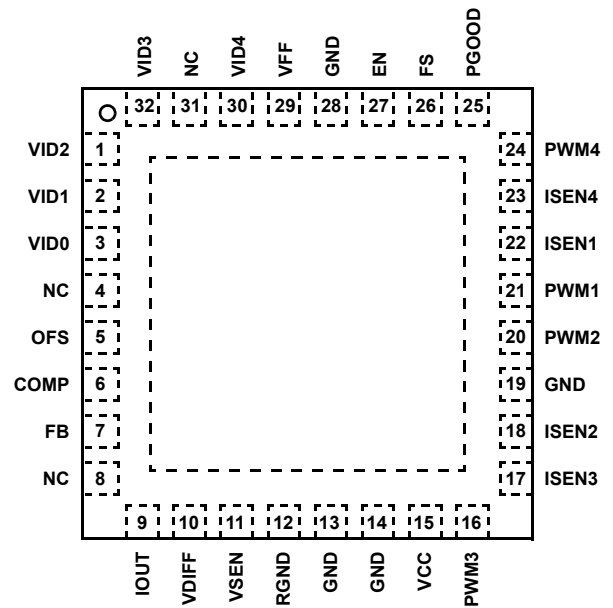 VID3 NC VID4 VFF GND EN FS PGOOD
32 31 30 29 28 27 26 25
VID2 1 24 PWM4
VID1 2 23 ISEN4
VID0 3 22 ISEN1
NC 4 21 PWM1
OFS 5 20 PWM2
COMP 6 19 GND
FB 7 18 ISEN2
NC 8 17 ISEN3
9 10 11 12 13 14 15 16
IOUT VDIFF VSEN RGND GND GND VCC PWM3